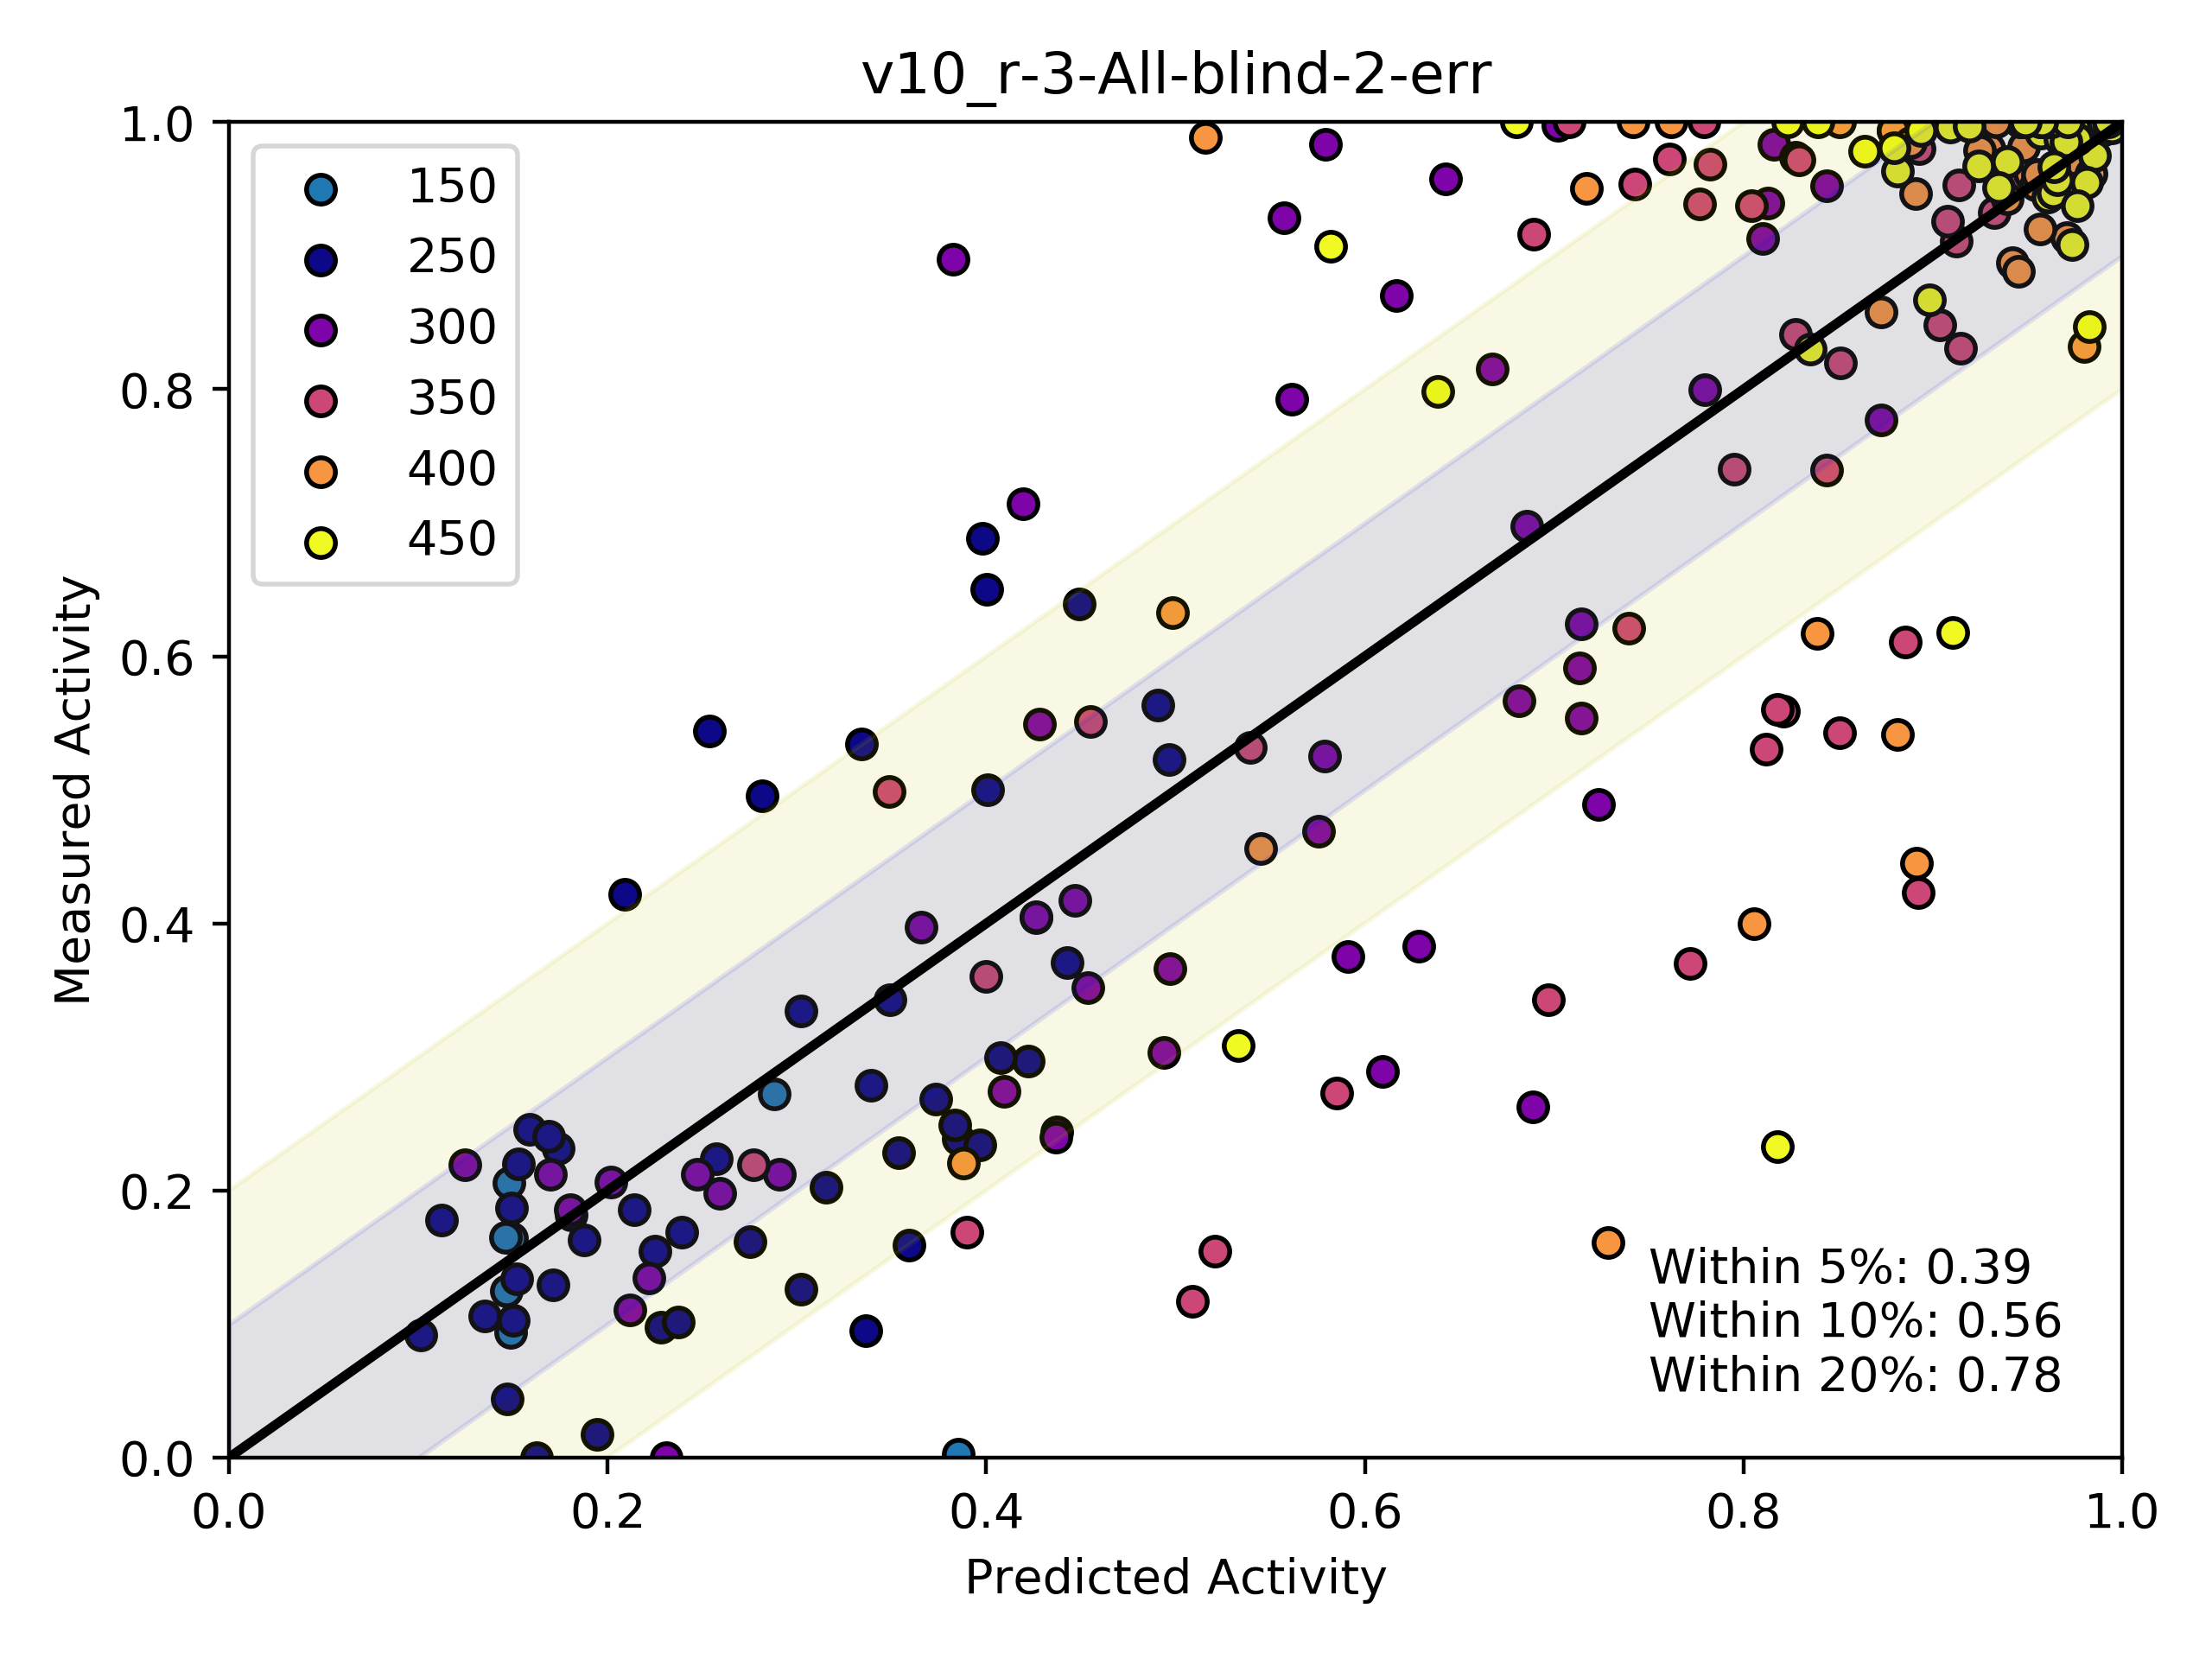 v10_r-3-All-blind-2-err
1.0
0.8
0.6
0.4
0.2
0.0
Measured Activity
150
250
300
350
400
450
Within 5%: 0.39
Within 10%: 0.56
Within 20%: 0.78
0.0 0.2 0.4 0.6 0.8 1.0
Predicted Activity